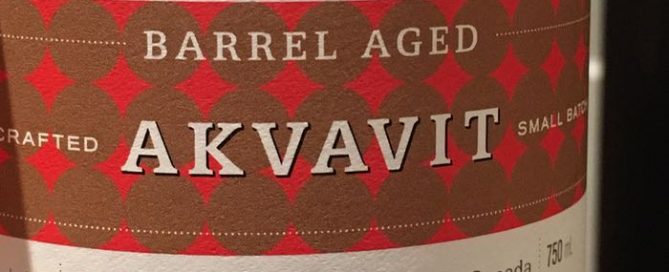 BARREL AGED
CRAFTED AKVAVIT SMALL BATCH
750 mL